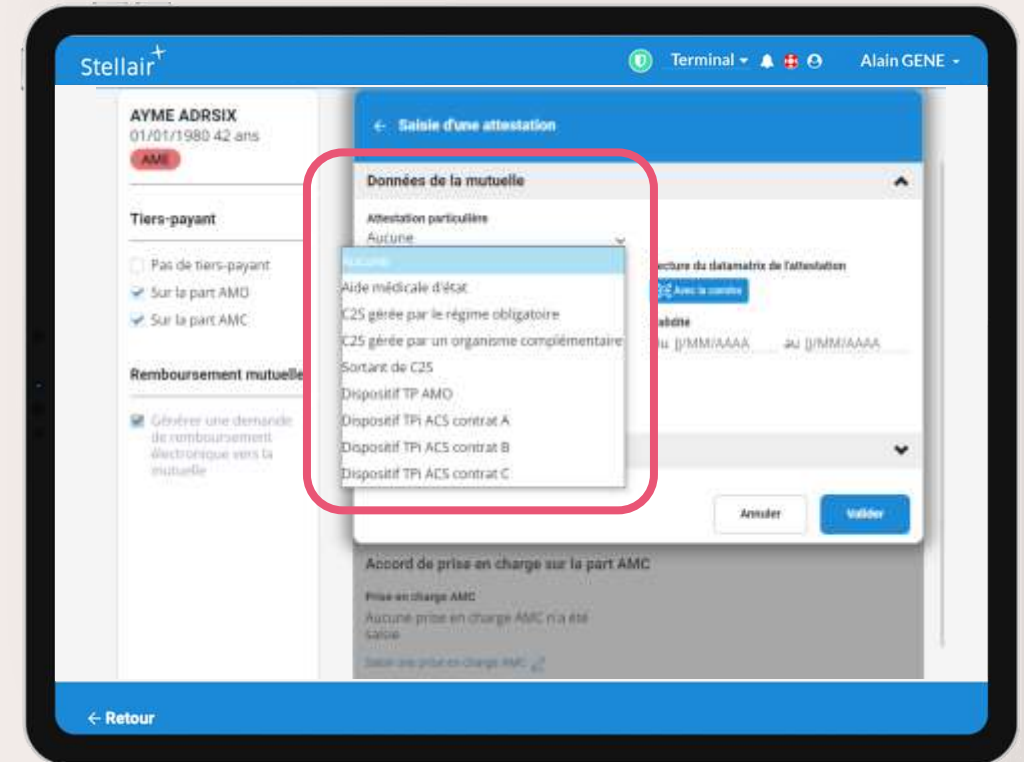 Stellair+
Terminal
Alain GENE
AYME ADRSIX
01/01/1980 42 ans
AME
Tiers-payant
Pas de tiers-payant
Sur la part AMO
Sur la part AMC
Remboursement mutuelle
Générer une demande
de remboursement
électronique vers la
mutuelle
← Saisie d'une attestation
Données de la mutuelle
Attestation particulière
Aucune
Aucune
Aide médicale d'état
C2S gérée par le régime obligatoire
C2S gérée par un organisme complémentaire
Sortant de C2S
Dispositif TP AMO
Dispositif TPi ACS contrat A
Dispositif TPi ACS contrat B
Dispositif TPi ACS contrat C
ecture du datamatrix de l'attestation
Avec la caméra
alidité
u JJ/MM/AAAA au JJ/MM/AAAA
Annuler
Valider
Accord de prise en charge sur la part AMC
Prise en charge AMC
Aucune prise en charge AMC n'a été
saisie
Saisir une prise en charge AMC
← Retour